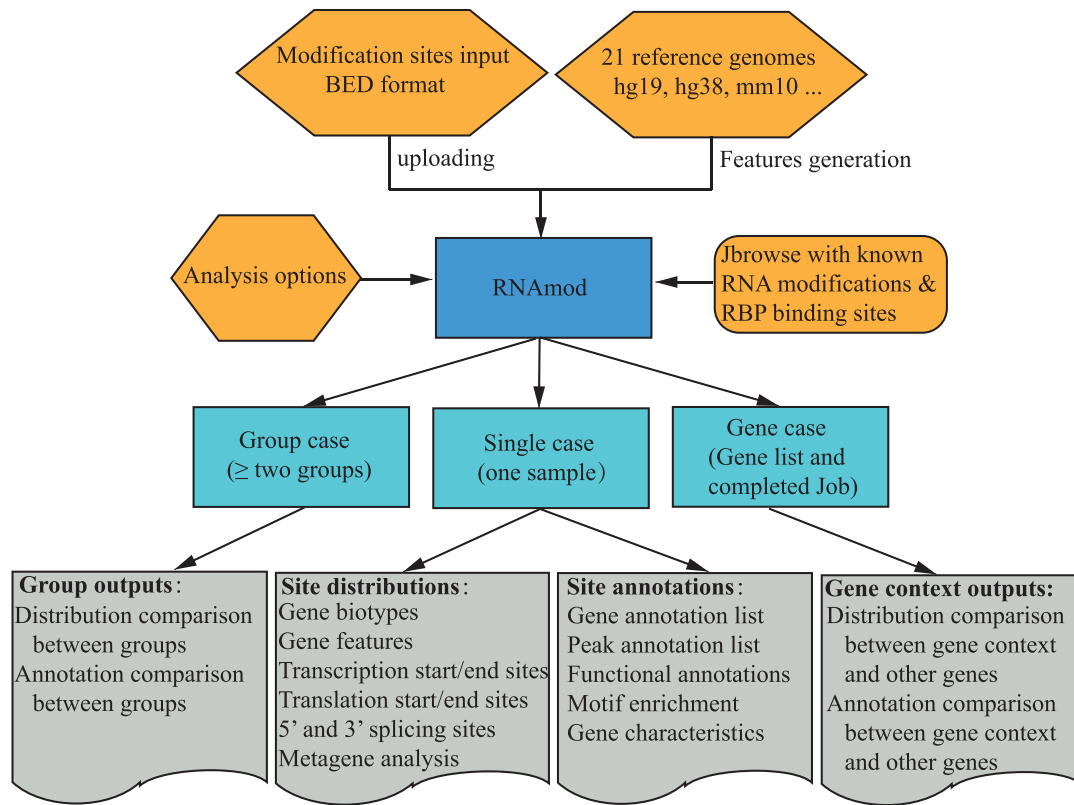 Modification sites input
BED format
21 reference genomes
hg19, hg38, mm10 ...
uploading
Features generation
Analysis options
RNAmod
Jbrowse with known
RNA modifications &
RBP binding sites
Group case
(≥ two groups)
Single case
(one sample)
Gene case
(Gene list and
completed Job)
Group outputs:
Distribution comparison
between groups
Annotation comparison
between groups
Site distributions:
Gene biotypes
Gene features
Transcription start/end sites
Translation start/end sites
5’ and 3’ splicing sites
Metagene analysis
Site annotations:
Gene annotation list
Peak annotation list
Functional annotations
Motif enrichment
Gene characteristics
Gene context outputs:
Distribution comparison
between gene context
and other genes
Annotation comparison
between gene context
and other genes